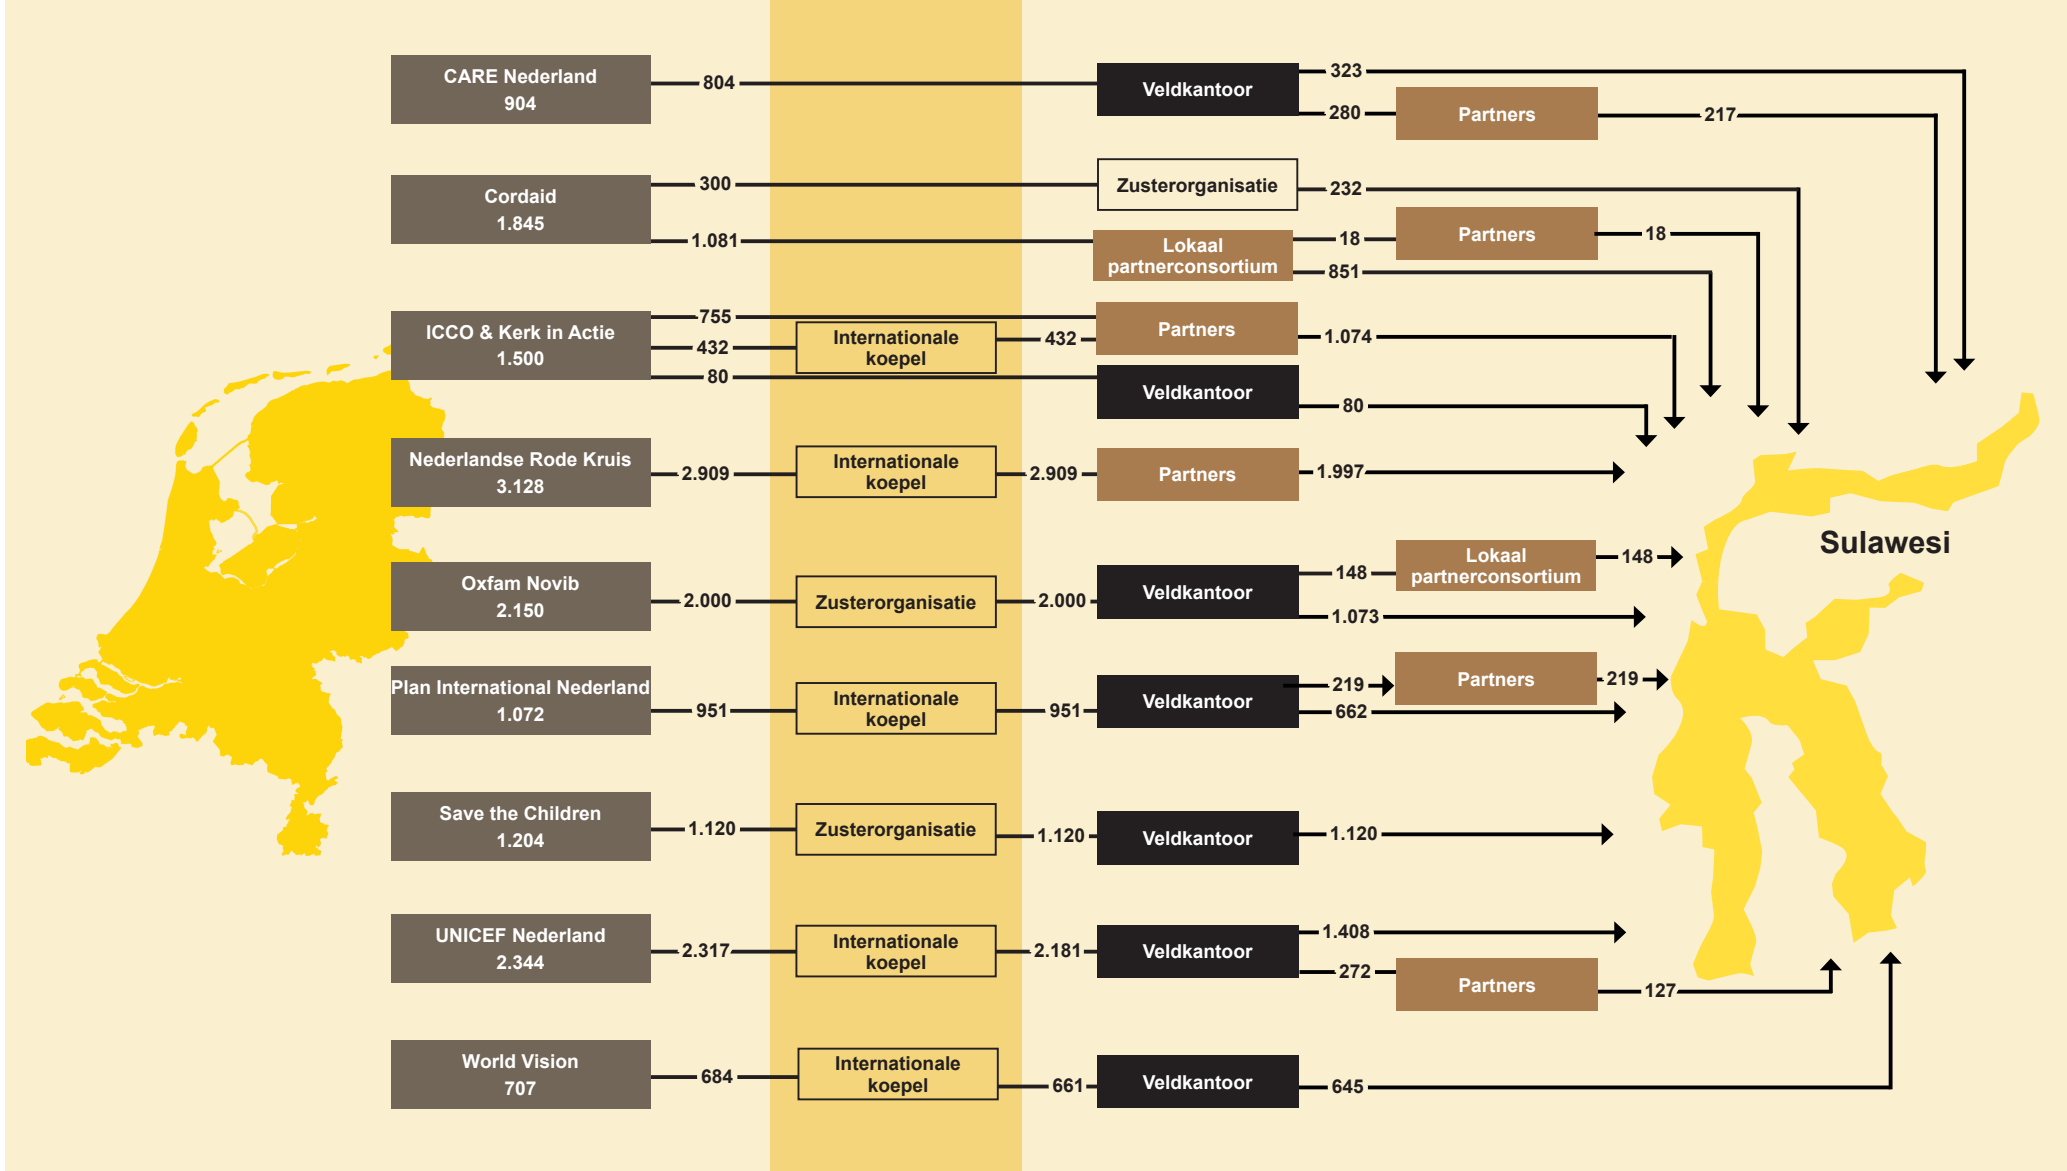 CARE Nederland
904
804
Veldkantoor
323
280
Partners
217
Cordaid
1.845
300
Zusterorganisatie
232
1.081
Lokaal
partnerconsortium
18
Partners
18
851
ICCO & Kerk in Actie
1.500
755
432
80
Internationale
koepel
432
Partners
1.074
Veldkantoor
80
Nederlandse Rode Kruis
3.128
2.909
Internationale
koepel
2.909
Partners
1.997
Oxfam Novib
2.150
2.000
Zusterorganisatie
2.000
Veldkantoor
148
Lokaal
partnerconsortium
148
1.073
Sulawesi
Plan International Nederland
1.072
951
Internationale
koepel
951
Veldkantoor
219
Partners
219
662
Save the Children
1.204
1.120
Zusterorganisatie
1.120
Veldkantoor
1.120
UNICEF Nederland
2.344
2.317
Internationale
koepel
2.181
Veldkantoor
1.408
272
Partners
127
World Vision
707
684
Internationale
koepel
661
Veldkantoor
645